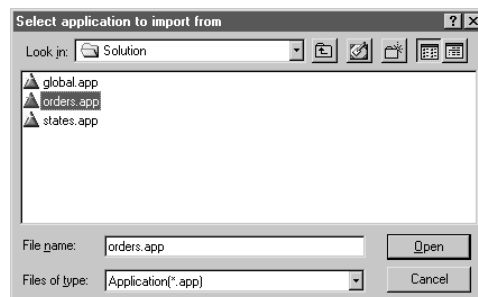 Select application to import from
Look in: Solution
global.app
orders.app
states.app
File name: orders.app Open
Files of type: Application(*.app) Cancel